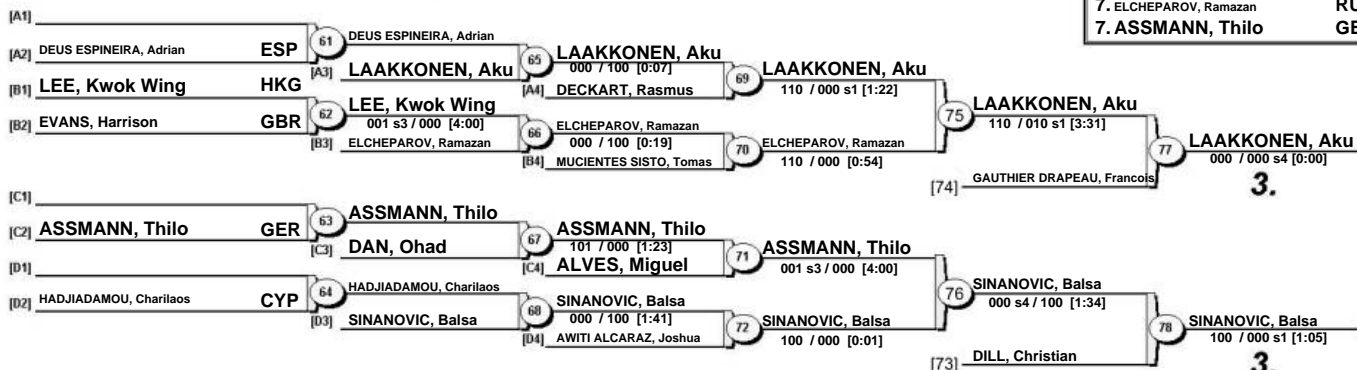 7. ELCHEPAROV, Ramazan RU
7. ASSMANN, Thilo GE
[A1]
[A2] DEUS ESPINEIRA, Adrian ESP
61
DEUS ESPINEIRA, Adrian
[A3] LAAKKONEN, Aku
65
LAAKKONEN, Aku
000 / 100 [0:07]
[A4] DECKART, Rasmus
69
LAAKKONEN, Aku
110 / 000 s1 [1:22]
[B1] LEE, Kwok Wing HKG
[B2] EVANS, Harrison GBR
62
LEE, Kwok Wing
001 s3 / 000 [4:00]
[B3] ELCHEPAROV, Ramazan
66
ELCHEPAROV, Ramazan
000 / 100 [0:19]
[B4] MUCIENTES SISTO, Tomas
70
ELCHEPAROV, Ramazan
110 / 000 [0:54]
75
LAAKKONEN, Aku
110 / 010 s1 [3:31]
[74] GAUTHIER DRAPEAU, Francois
77
LAAKKONEN, Aku
000 / 000 s4 [0:00]
3.
[C1]
[C2] ASSMANN, Thilo GER
63
ASSMANN, Thilo
[C3] DAN, Ohad
67
ASSMANN, Thilo
101 / 000 [1:23]
[C4] ALVES, Miguel
71
ASSMANN, Thilo
001 s3 / 000 [4:00]
[D1]
[D2] HADJIADAMOU, Charilaos CYP
64
HADJIADAMOU, Charilaos
[D3] SINANOVIC, Balsa
68
SINANOVIC, Balsa
000 / 100 [1:41]
[D4] AWITI ALCARAZ, Joshua
72
SINANOVIC, Balsa
100 / 000 [0:01]
76
SINANOVIC, Balsa
000 s4 / 100 [1:34]
[73] DILL, Christian
78
SINANOVIC, Balsa
100 / 000 s1 [1:05]
3.